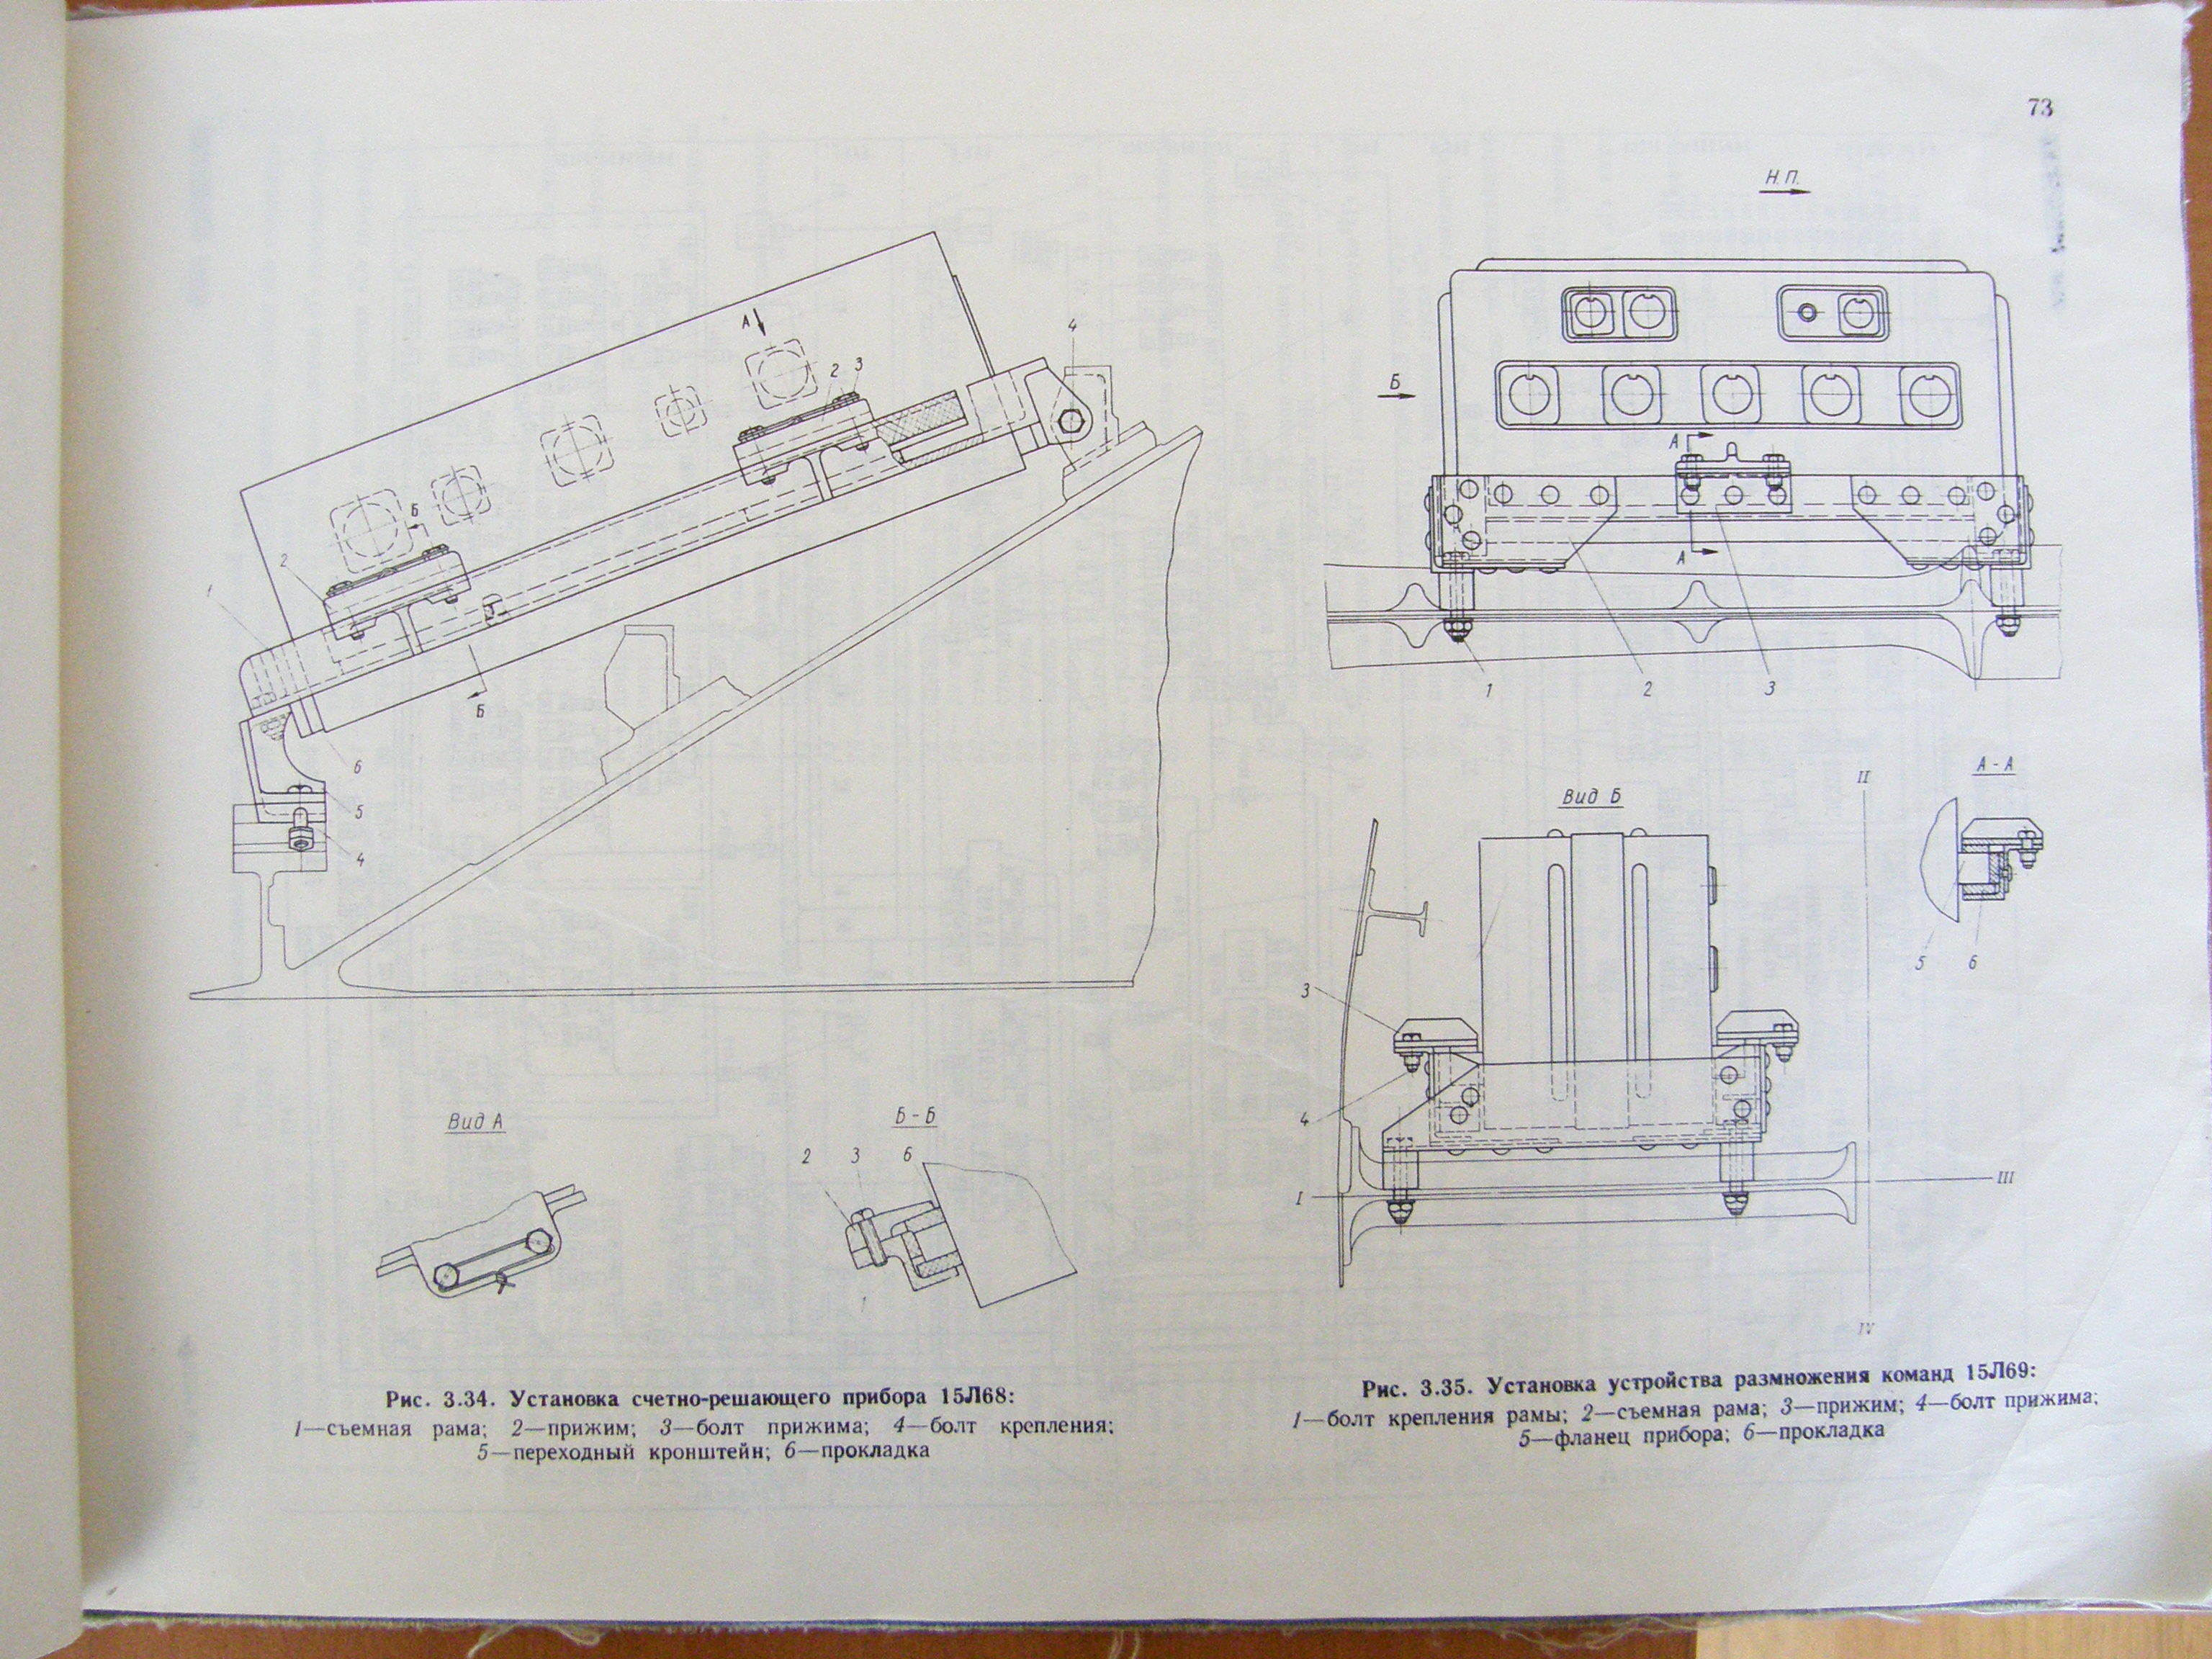 73
А
2
3
4
Б
2
1
Б
6
5
4
Вид А
Б-Б
2
3
6
1
Рис. 3.34. Установка счетно-решающего прибора 15Л68:
1—съемная рама; 2—прижим; 3—болт прижима; 4—болт крепления;
5—переходный кронштейн; 6—прокладка
Н.П.
Б
А
А
1
2
3
Вид Б
II
А-А
3
5
6
4
I
III
IV
Рис. 3.35. Установка устройства размножения команд 15Л69:
1—болт крепления рамы; 2—съемная рама; 3—прижим; 4—болт прижима;
5—фланец прибора; 6—прокладка